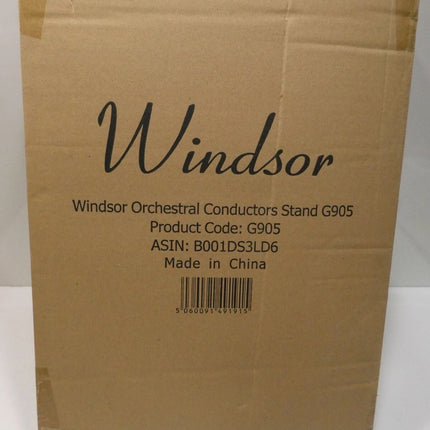 Windsor
Windsor Orchestral Conductors Stand G905
Product Code: G905
ASIN: B001DS3LD6
Made in China
5 060091 491915